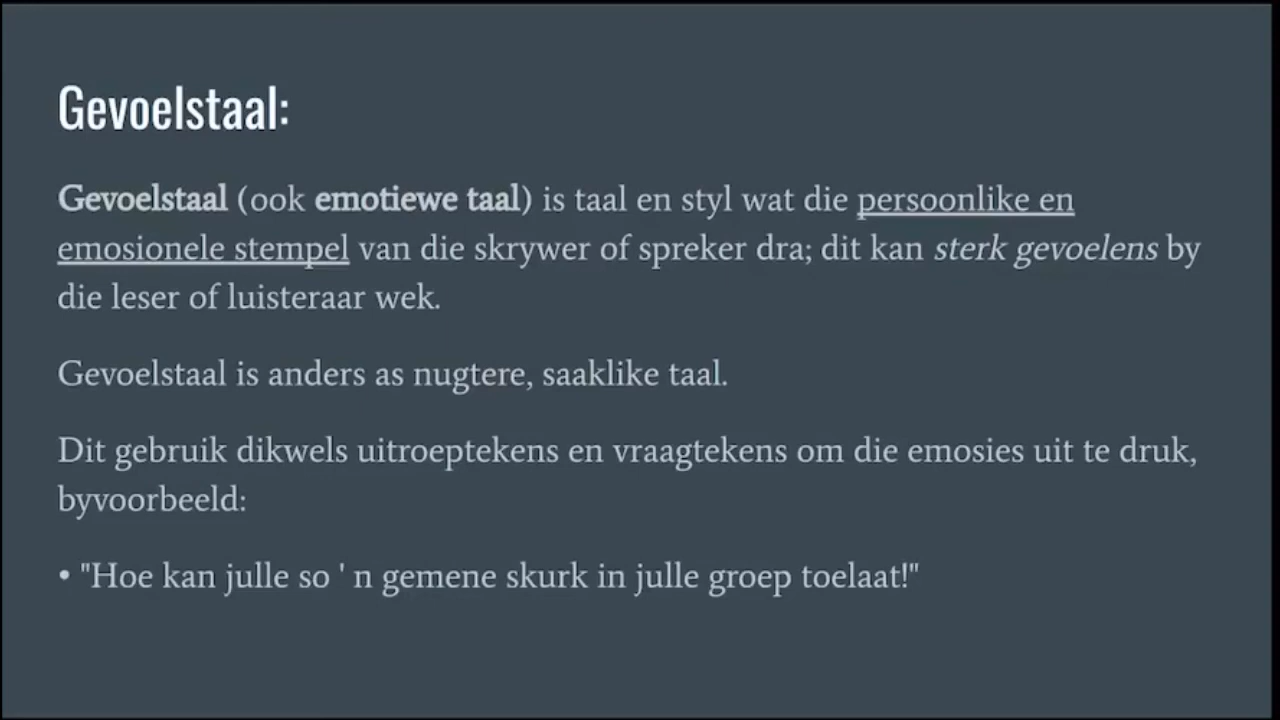 Gevoelstaal:
Gevoelstaal (ook emotiewe taal) is taal en styl wat die persoonlike en
emosionele stempel van die skrywer of spreker dra; dit kan sterk gevoelens by
die leser of luisteraar wek.
Gevoelstaal is anders as nugtere, saaklike taal.
Dit gebruik dikwels uitroeptekens en vraagtekens om die emosies uit te druk,
byvoorbeeld:
• "Hoe kan julle so ' n gemene skurk in julle groep toelaat!"